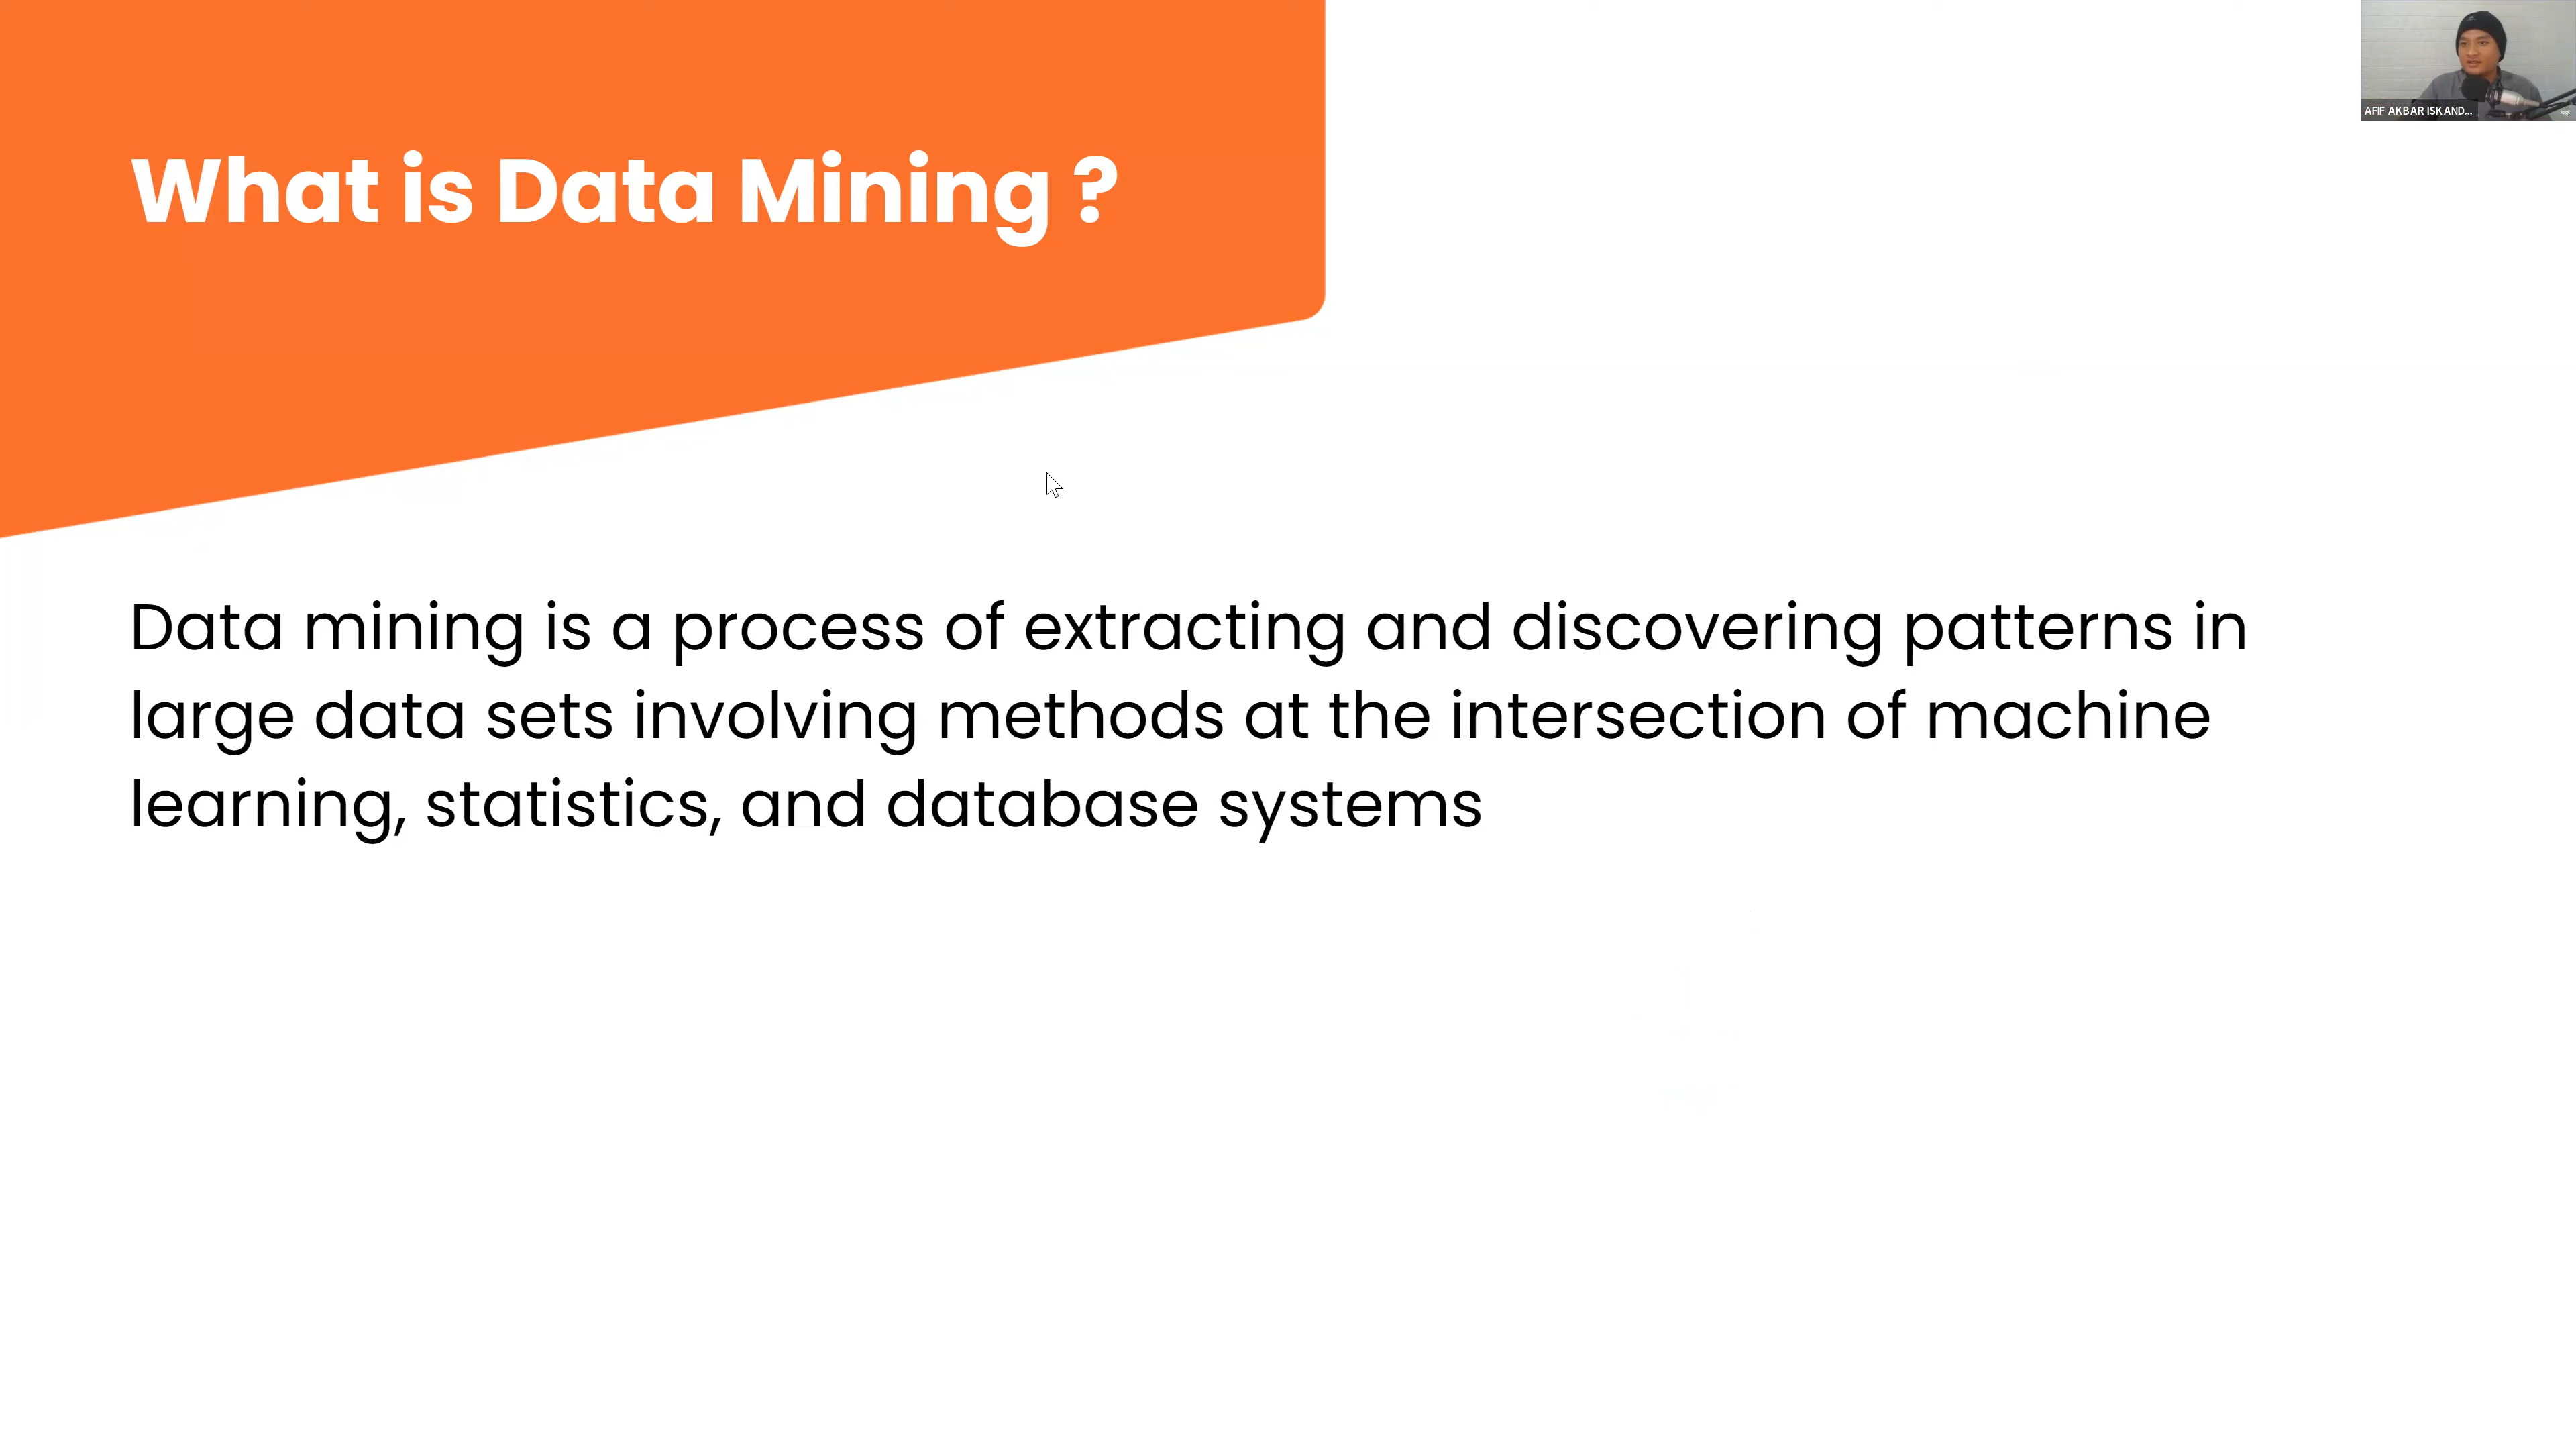 What is Data Mining ?
AFIF AKBAR ISKAND...
Data mining is a process of extracting and discovering patterns in
large data sets involving methods at the intersection of machine
learning, statistics, and database systems